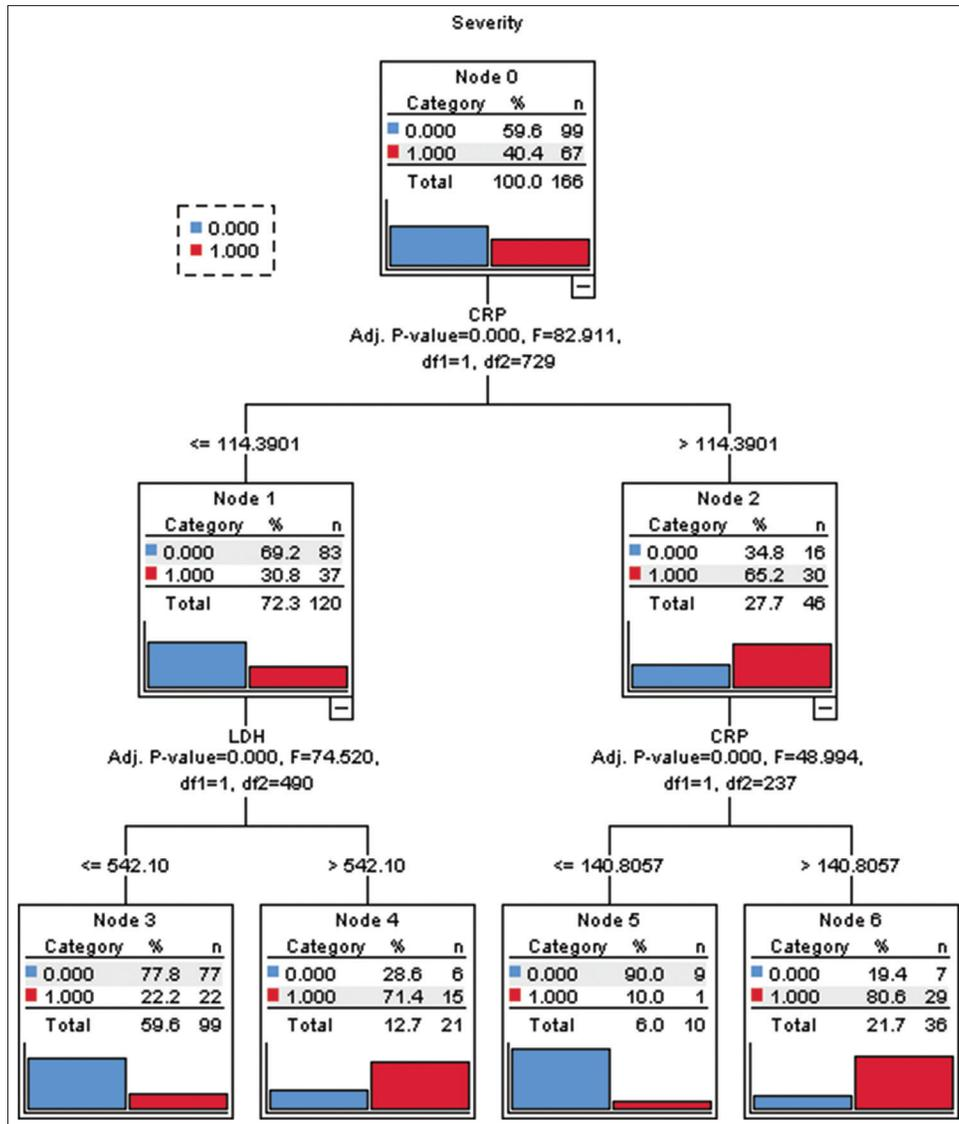 Severity
Node 0
Category % n
0.000 59.6 99
1.000 40.4 67
Total 100.0 166
0.000
1.000
CRP
Adj. P-value=0.000, F=82.911,
df1=1, df2=729
<= 114.3901
> 114.3901
Node 1
Category % n
0.000 69.2 83
1.000 30.8 37
Total 72.3 120
Node 2
Category % n
0.000 34.8 16
1.000 65.2 30
Total 27.7 46
LDH
Adj. P-value=0.000, F=74.520,
df1=1, df2=490
CRP
Adj. P-value=0.000, F=48.994,
df1=1, df2=237
<= 542.10
> 542.10
<= 140.8057
> 140.8057
Node 3
Category % n
0.000 77.8 77
1.000 22.2 22
Total 59.6 99
Node 4
Category % n
0.000 28.6 6
1.000 71.4 15
Total 12.7 21
Node 5
Category % n
0.000 90.0 9
1.000 10.0 1
Total 6.0 10
Node 6
Category % n
0.000 19.4 7
1.000 80.6 29
Total 21.7 36